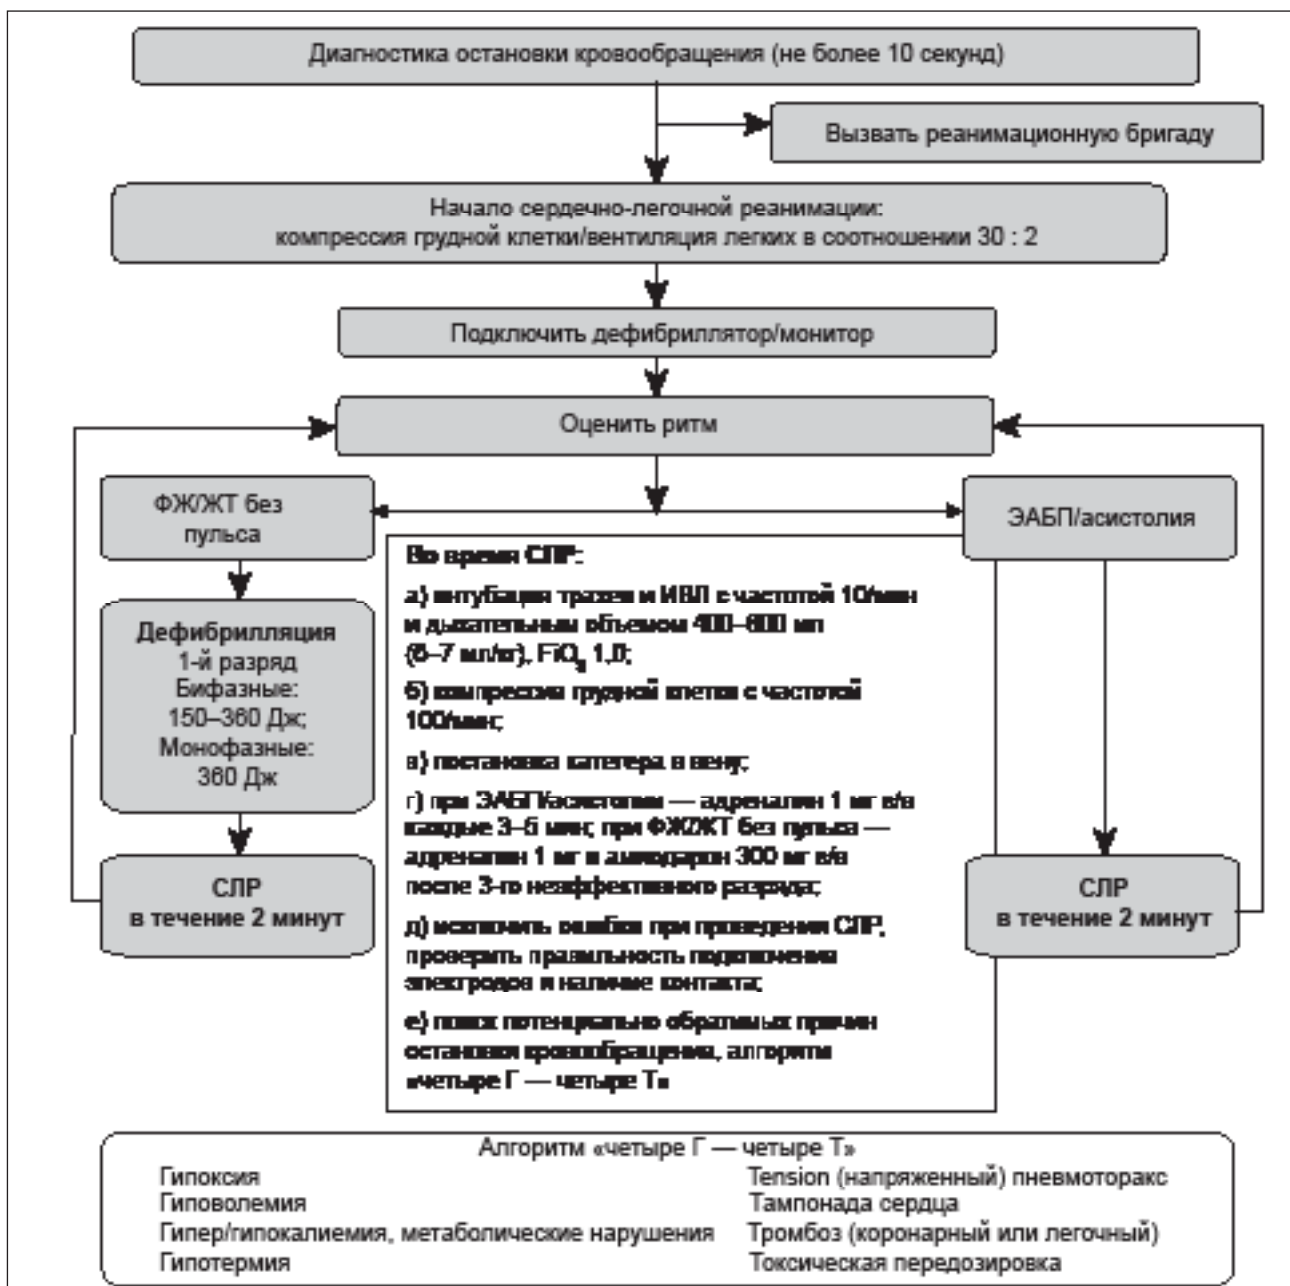 Диагностика остановки кровообращения (не более 10 секунд)
Вызвать реанимационную бригаду
Начало сердечно-легочной реанимации:
компрессия грудной клетки/вентиляция легких в соотношении 30 : 2
Подключить дефибриллятор/монитор
Оценить ритм
ФЖ/ЖТ без
пульса
ЭАБП/асистолия
Дефибрилляция
1-й разряд
Бифазные:
150–360 Дж;
Монофазные:
360 Дж
СЛР
в течение 2 минут
Во время СЛР:
а) интубация трахеи и ИВЛ с частотой 10/мин
и дыхательным объемом 400–600 мл
(6–7 мл/кг), FiO₂ 1,0;
б) компрессия грудной клетки с частотой
100/мин;
в) постановка катетера в вену;
г) при ЭАБП/асистолии — адреналин 1 мг в/в
каждые 3–5 мин; при ФЖ/ЖТ без пульса —
адреналин 1 мг и амиодарон 300 мг в/в
после 3-го неэффективного разряда;
д) исключить ошибки при проведении СЛР,
проверить правильность подключения
электродов и наличие контакта;
е) поиск потенциально обратимых причин
остановки кровообращения, алгоритм
«четыре Г — четыре Т»
СЛР
в течение 2 минут
Алгоритм «четыре Г — четыре Т»
Гипоксия
Гиповолемия
Гипер/гипокалиемия, метаболические нарушения
Гипотермия
Tension (напряженный) пневмоторакс
Тампонада сердца
Тромбоз (коронарный или легочный)
Токсическая передозировка